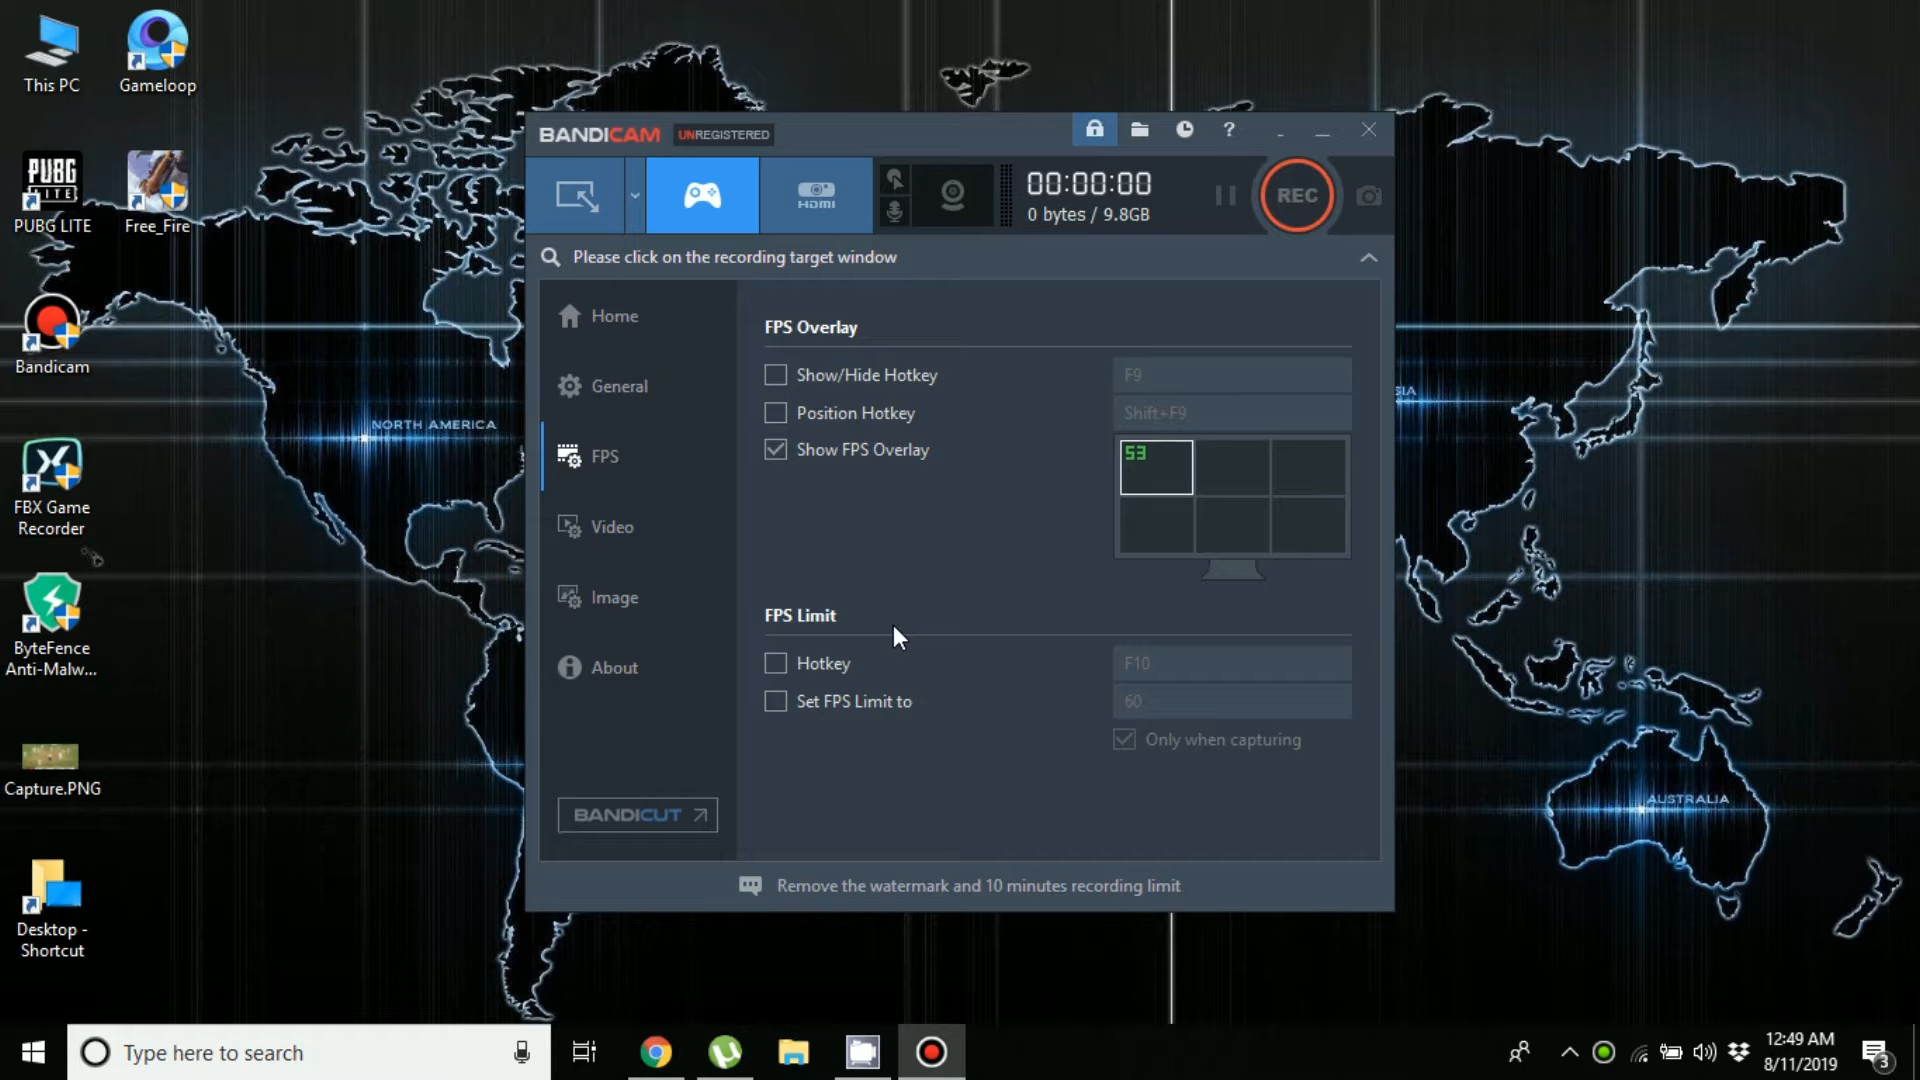 This PC
Gameloop
PUBG
LITE
PUBG LITE
Free_Fire
Bandicam
FBX Game
Recorder
ByteFence
Anti-Malw...
Capture.PNG
Desktop -
Shortcut
NORTH AMERICA
SIA
AUSTRALIA
BANDICAM UNREGISTERED
?
HDMI
00:00:00
0 bytes / 9.8GB
REC
Please click on the recording target window
Home
General
FPS
Video
Image
About
BANDICUT
FPS Overlay
Show/Hide Hotkey
F9
Position Hotkey
Shift+F9
Show FPS Overlay
53
FPS Limit
Hotkey
F10
Set FPS Limit to
60
Only when capturing
Remove the watermark and 10 minutes recording limit
Type here to search
12:49 AM
8/11/2019
3